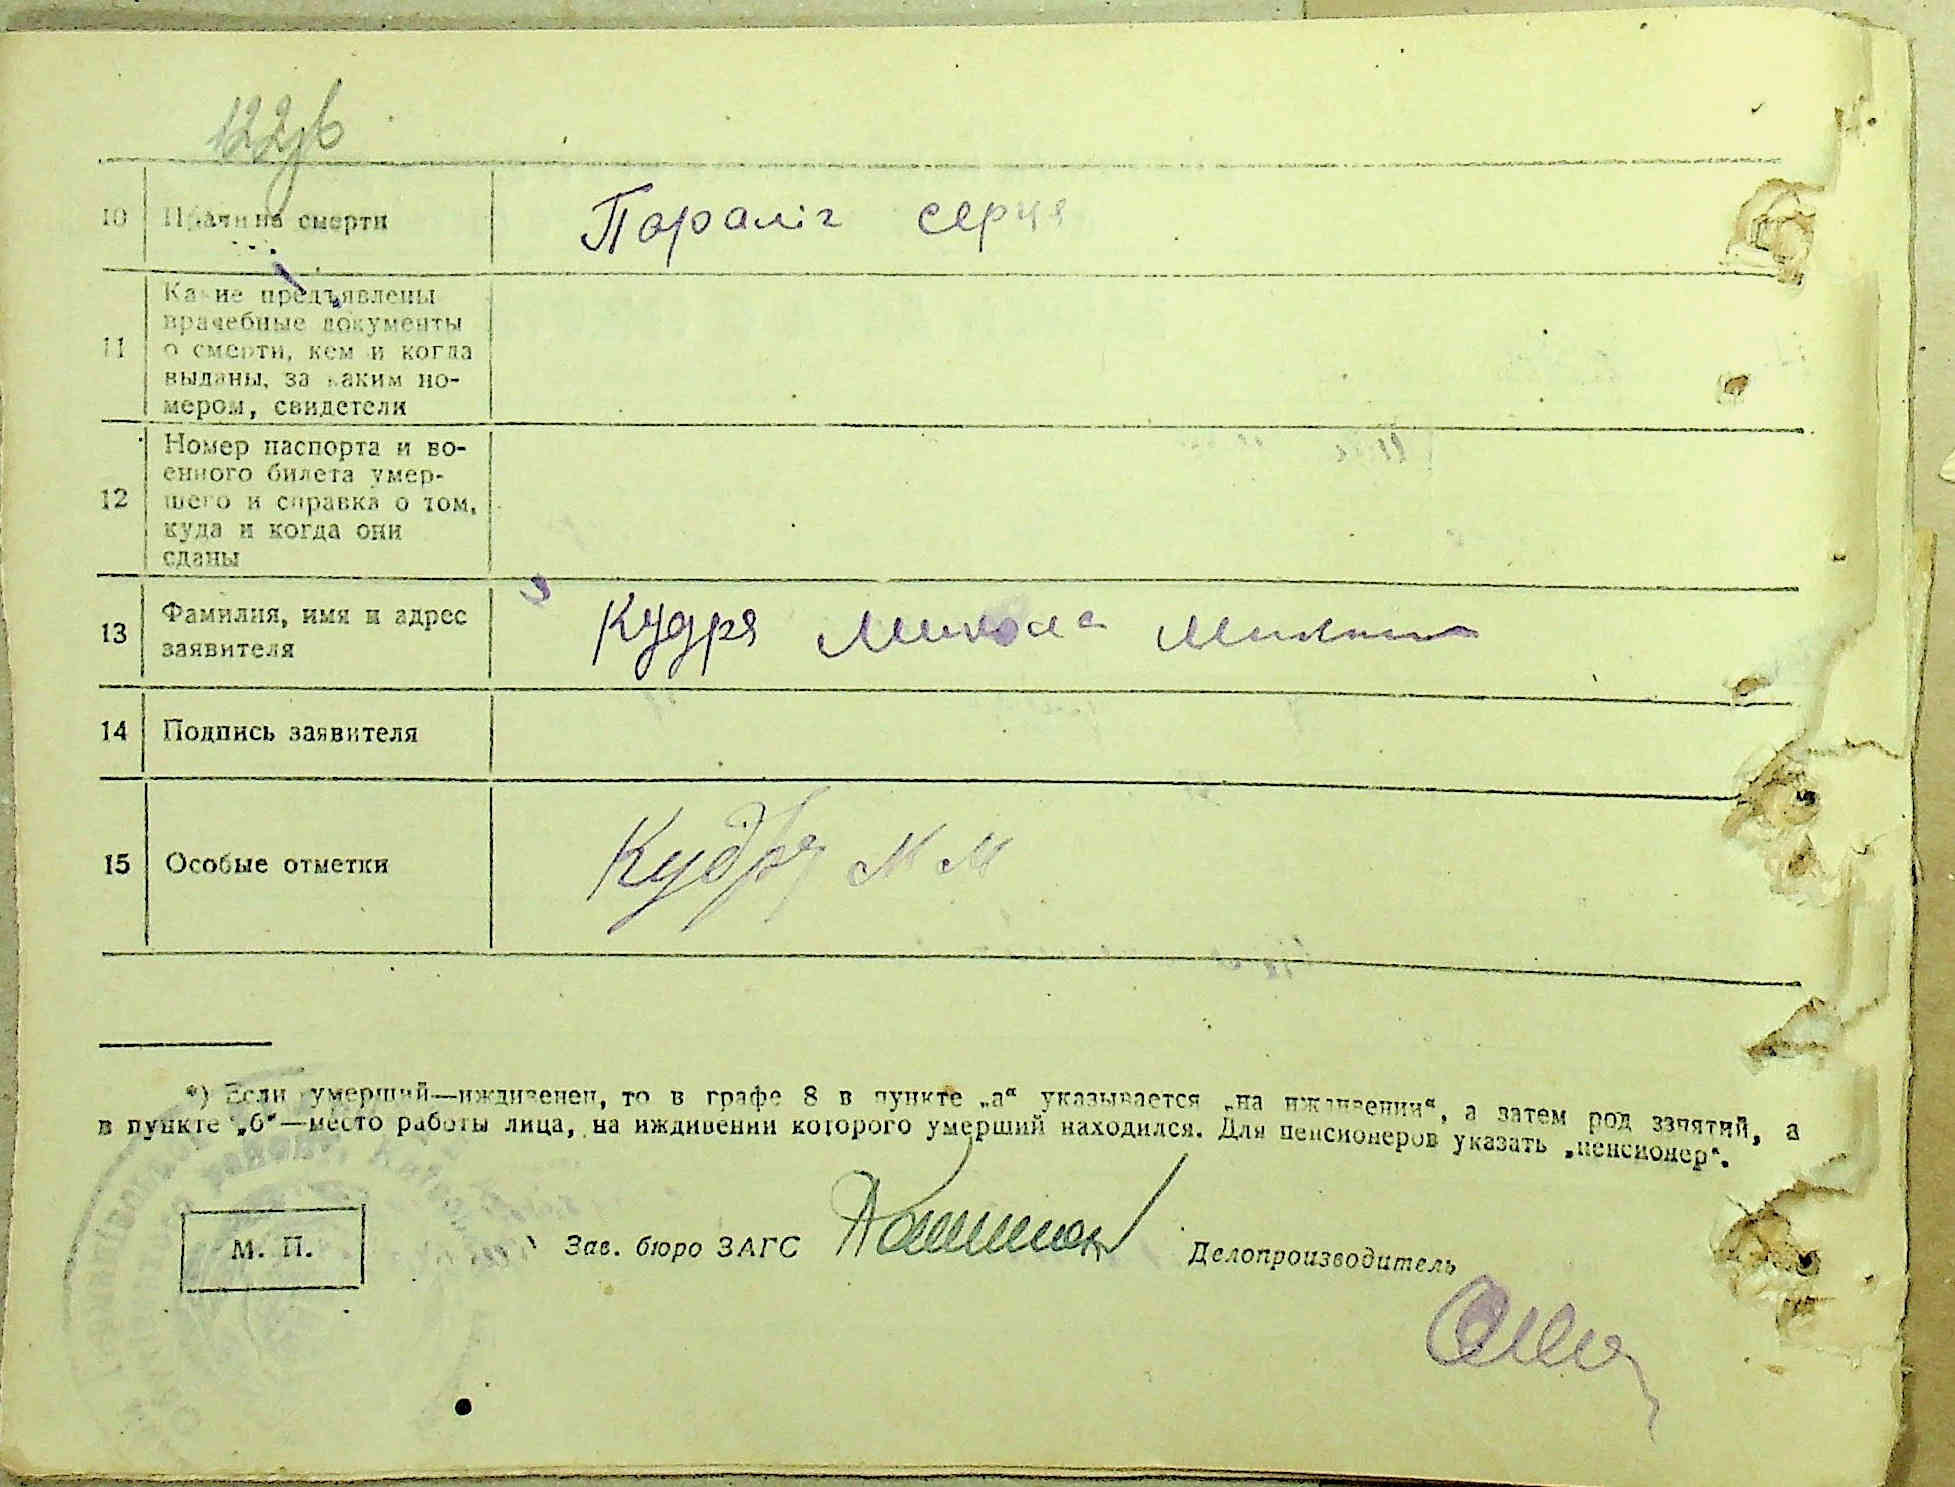 10 Причина смерти Параліг серця
11 Какие предъявлены
врачебные документы
о смерти, кем и когда
выданы, за каким но-
мером, свидетели
12 Номер паспорта и во-
енного билета умер-
шего и справка о том,
куда и когда они
сданы
13 Фамилия, имя и адрес
заявителя Кудря Микола
14 Подпись заявителя
15 Особые отметки Кудря М М
*) Если умерший—иждивенец, то в графе 8 в пункте „а“ указывается „на иждивении“, а затем род занятий, а
в пункте „б“—место работы лица, на иждивении которого умерший находился. Для пенсионеров указать „пенсионер“.
М. П. Зав. бюро ЗАГС Делопроизводитель